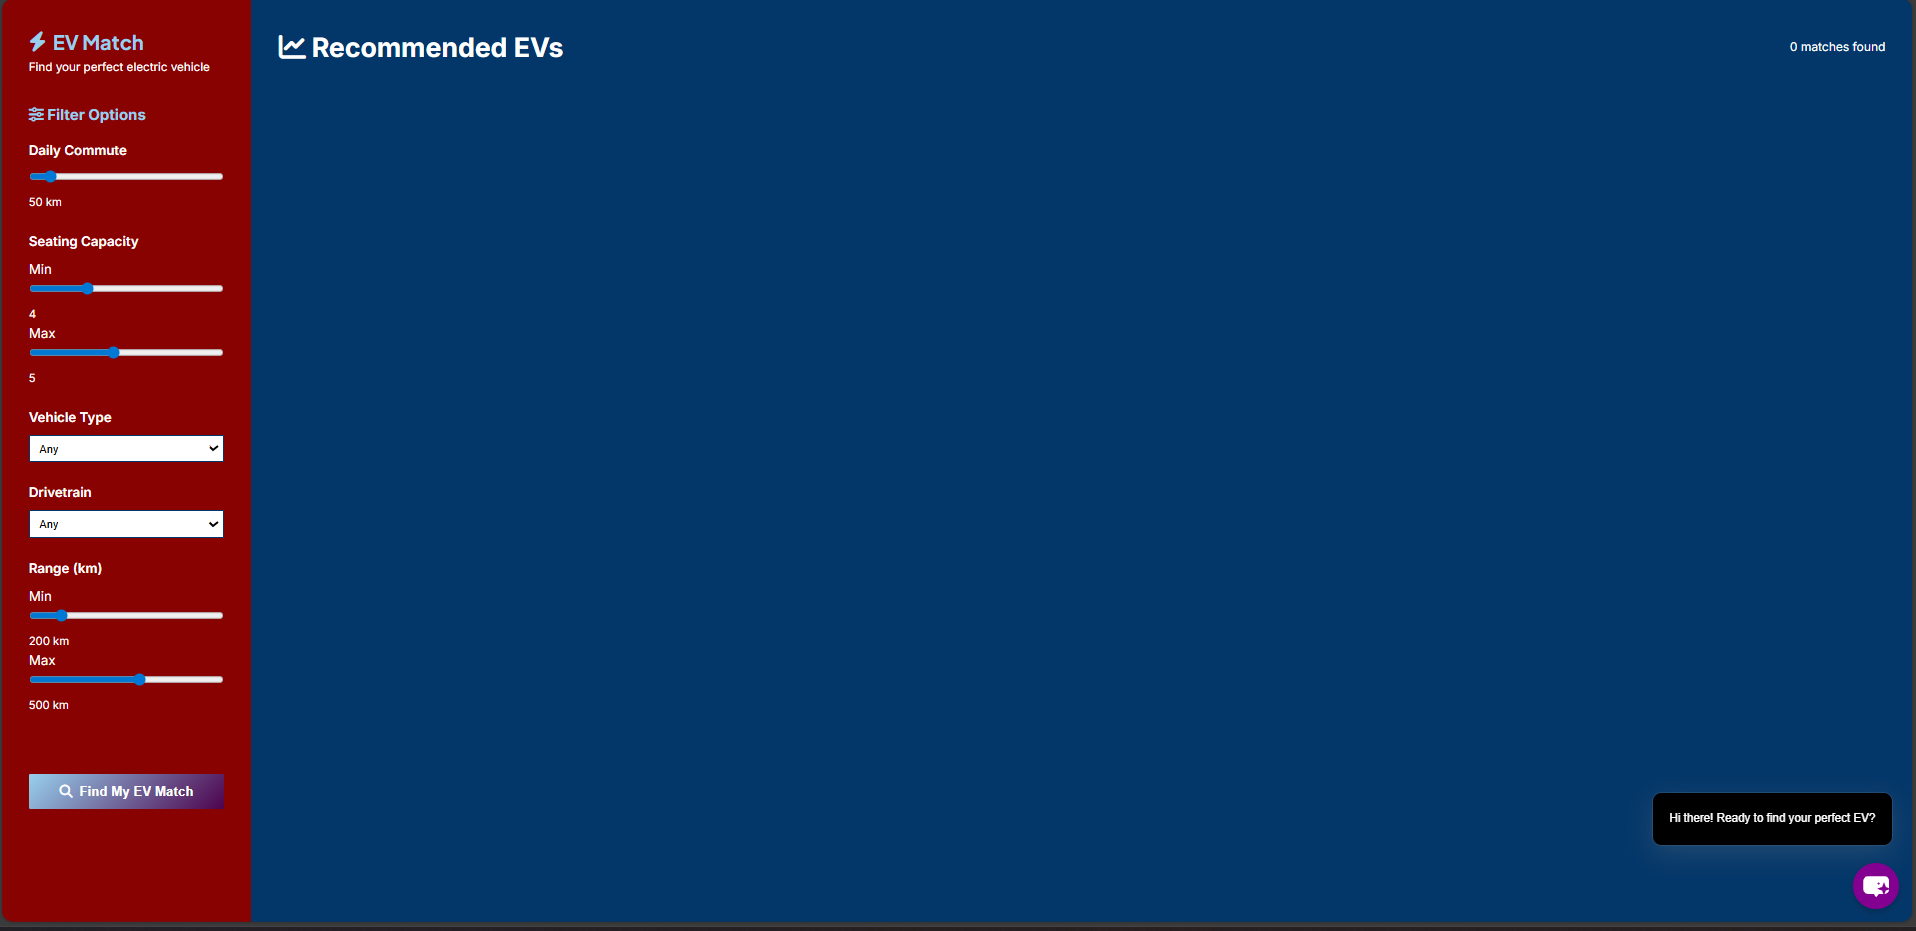 EV Match
Find your perfect electric vehicle
Filter Options
Daily Commute
50 km
Seating Capacity
Min
4
Max
5
Vehicle Type
Any
Drivetrain
Any
Range (km)
Min
200 km
Max
500 km
Find My EV Match
Recommended EVs
0 matches found
Hi there! Ready to find your perfect EV?